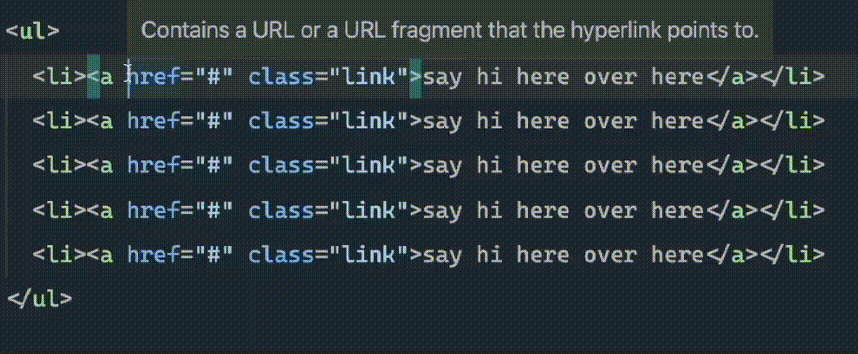 <ul> Contains a URL or a URL fragment that the hyperlink points to.
<li><a href="#" class="link">say hi here over here</a></li>
<li><a href="#" class="link">say hi here over here</a></li>
<li><a href="#" class="link">say hi here over here</a></li>
<li><a href="#" class="link">say hi here over here</a></li>
<li><a href="#" class="link">say hi here over here</a></li>
</ul>